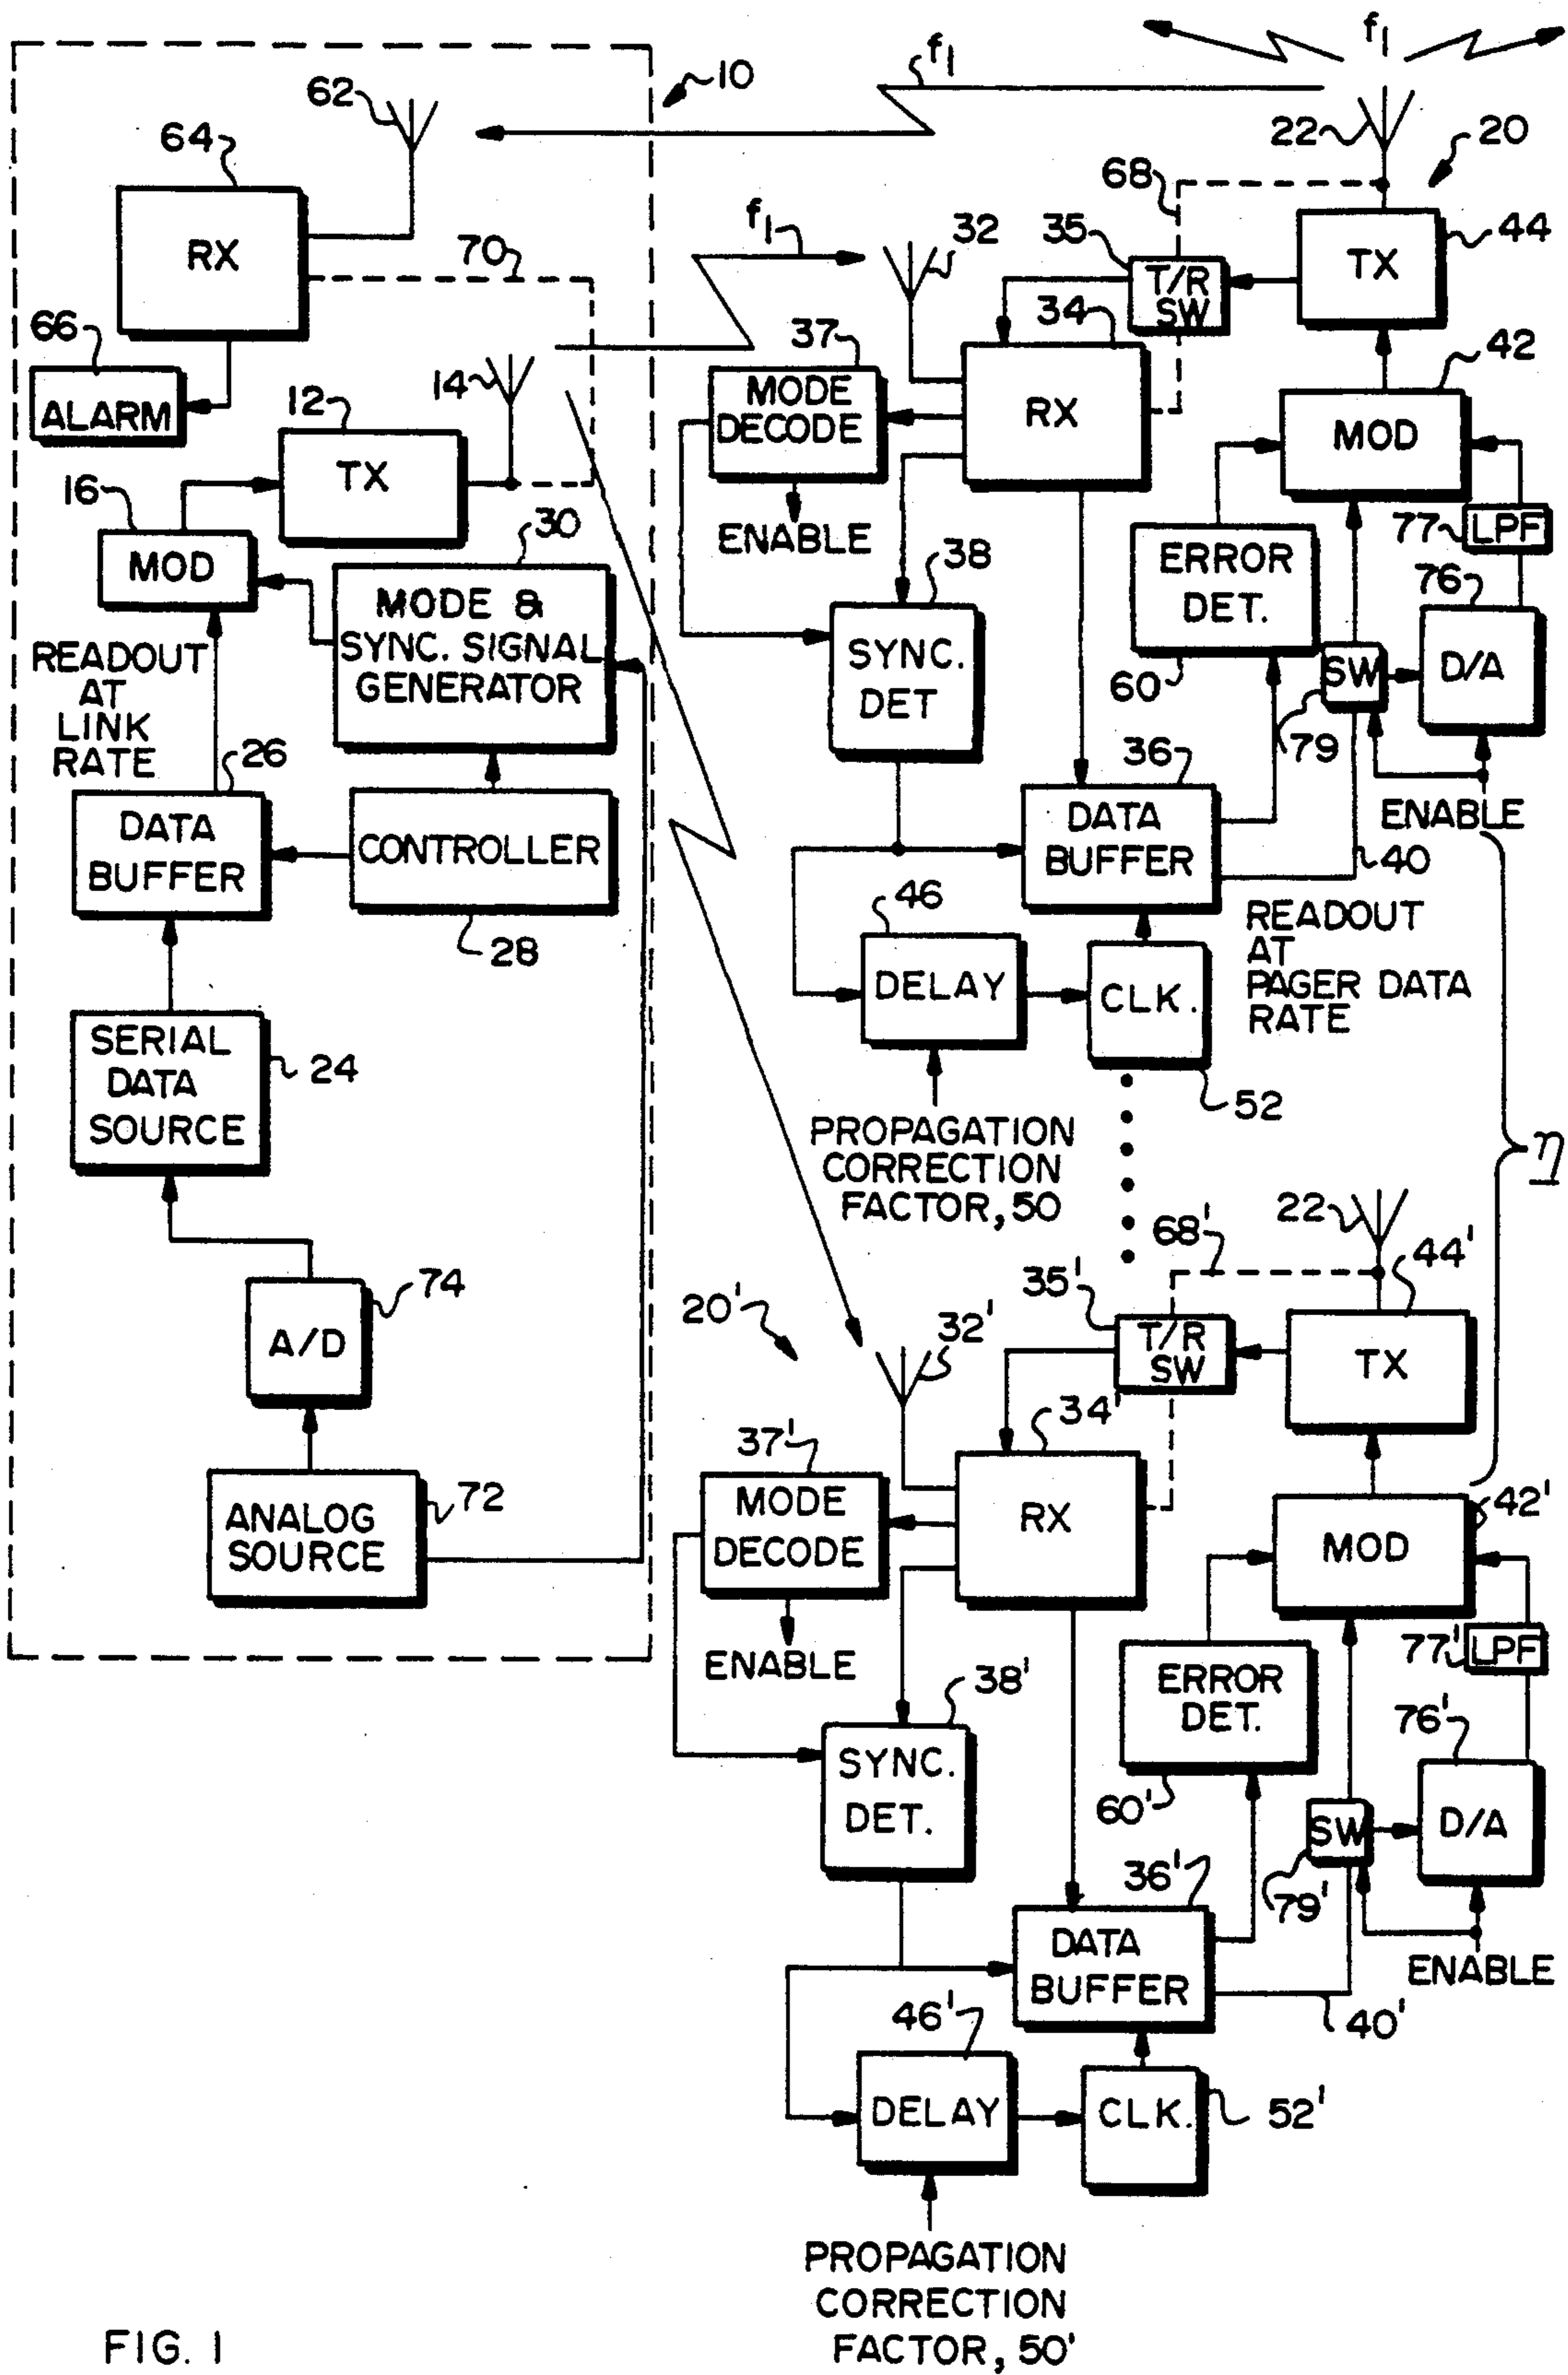 f1
f1
10
62
22
20
64
RX
68
70
f1
32
35
T/R
SW
TX
44
66
ALARM
34
37
MODE
DECODE
RX
42
MOD
14
12
TX
ENABLE
77
LPF
16
MOD
30
MODE &
SYNC. SIGNAL
GENERATOR
38
SYNC.
DET
ERROR
DET.
60
76
SW
D/A
79
ENABLE
READOUT
AT
LINK
RATE
26
DATA
BUFFER
CONTROLLER
28
36
DATA
BUFFER
40
READOUT
AT
PAGER DATA
RATE
46
DELAY
CLK.
52
PROPAGATION
CORRECTION
FACTOR, 50
η
SERIAL
DATA
SOURCE
24
74
A/D
ANALOG
SOURCE
72
20'
32'
68'
22
44'
35'
T/R
SW
TX
34'
37'
MODE
DECODE
RX
42'
MOD
ENABLE
77'
LPF
38'
SYNC.
DET.
ERROR
DET.
60'
76'
SW
D/A
79'
ENABLE
36'
DATA
BUFFER
40'
46'
DELAY
CLK.
52'
PROPAGATION
CORRECTION
FACTOR, 50'
FIG. 1